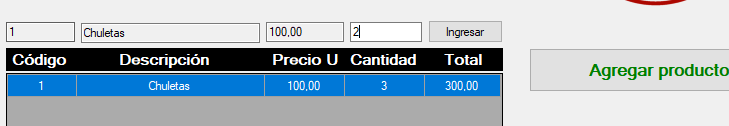 1 Chuletas 100,00 2 Ingresar
Código Descripción Precio U Cantidad Total
Agregar producto
1 Chuletas 100,00 3 300,00